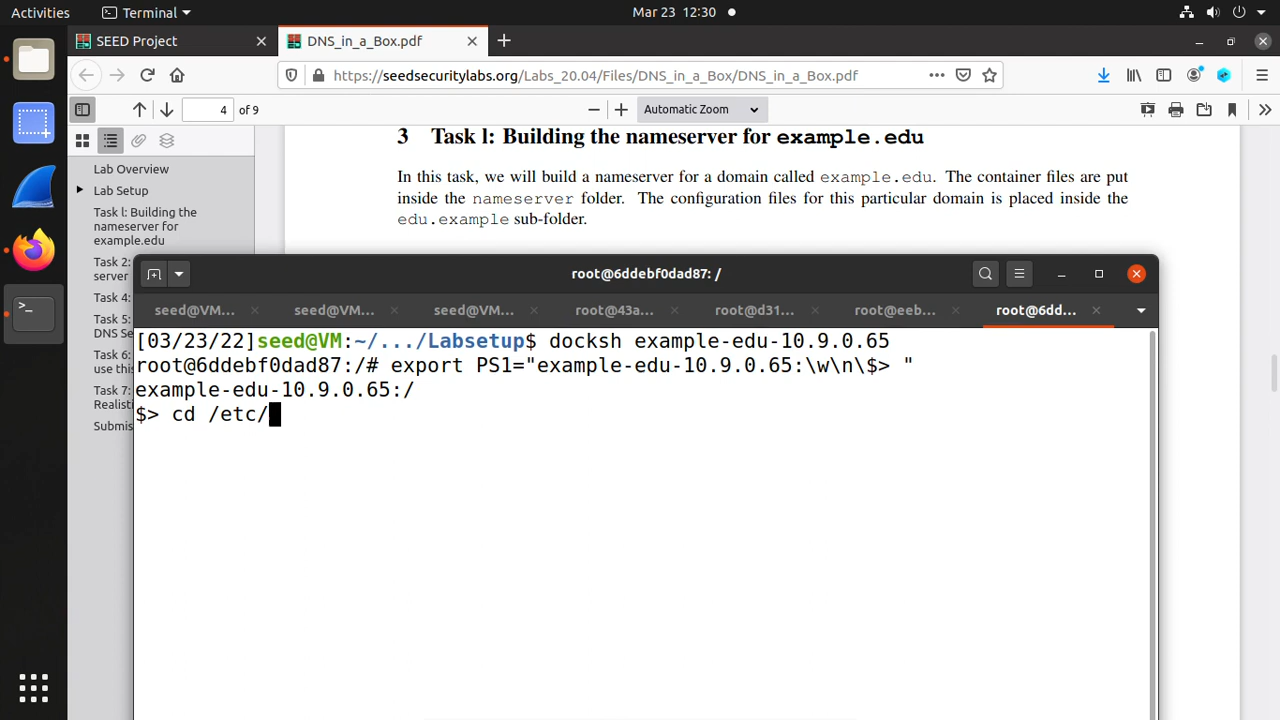 Activities
Terminal
Mar 23 12:30
SEED Project
DNS_in_a_Box.pdf
https://seedsecuritylabs.org/Labs_20.04/Files/DNS_in_a_Box/DNS_in_a_Box.pdf
4 of 9
Automatic Zoom
Lab Overview
Lab Setup
Task l: Building the
nameserver for
example.edu
Task 2:
server
Task 4:
Task 5:
DNS Se
Task 6:
use this
Task 7:
Realisti
Submis
3 Task l: Building the nameserver for example.edu
In this task, we will build a nameserver for a domain called example.edu. The container files are put
inside the nameserver folder. The configuration files for this particular domain is placed inside the
edu.example sub-folder.
root@6ddebf0dad87: /
seed@VM...
seed@VM...
seed@VM...
root@43a...
root@d31...
root@eeb...
root@6dd...
[03/23/22]seed@VM:~/.../Labsetup$ docksh example-edu-10.9.0.65
root@6ddebf0dad87:/# export PS1="example-edu-10.9.0.65:\w\n\$> "
example-edu-10.9.0.65:/
$> cd /etc/